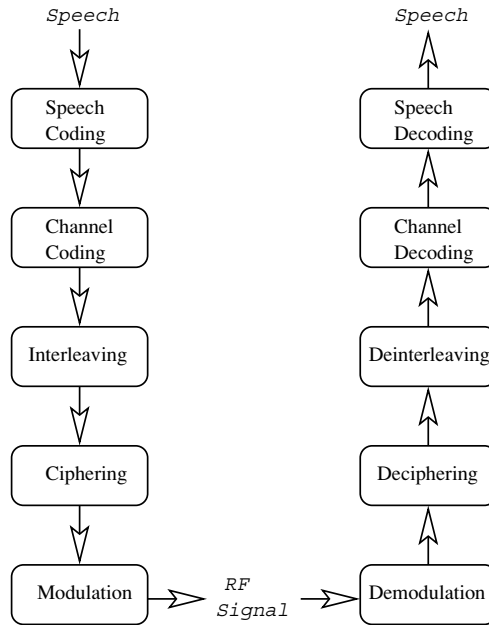 Speech
Speech
Coding
Channel
Coding
Interleaving
Ciphering
Modulation
RF
Signal
Speech
Speech
Decoding
Channel
Decoding
Deinterleaving
Deciphering
Demodulation